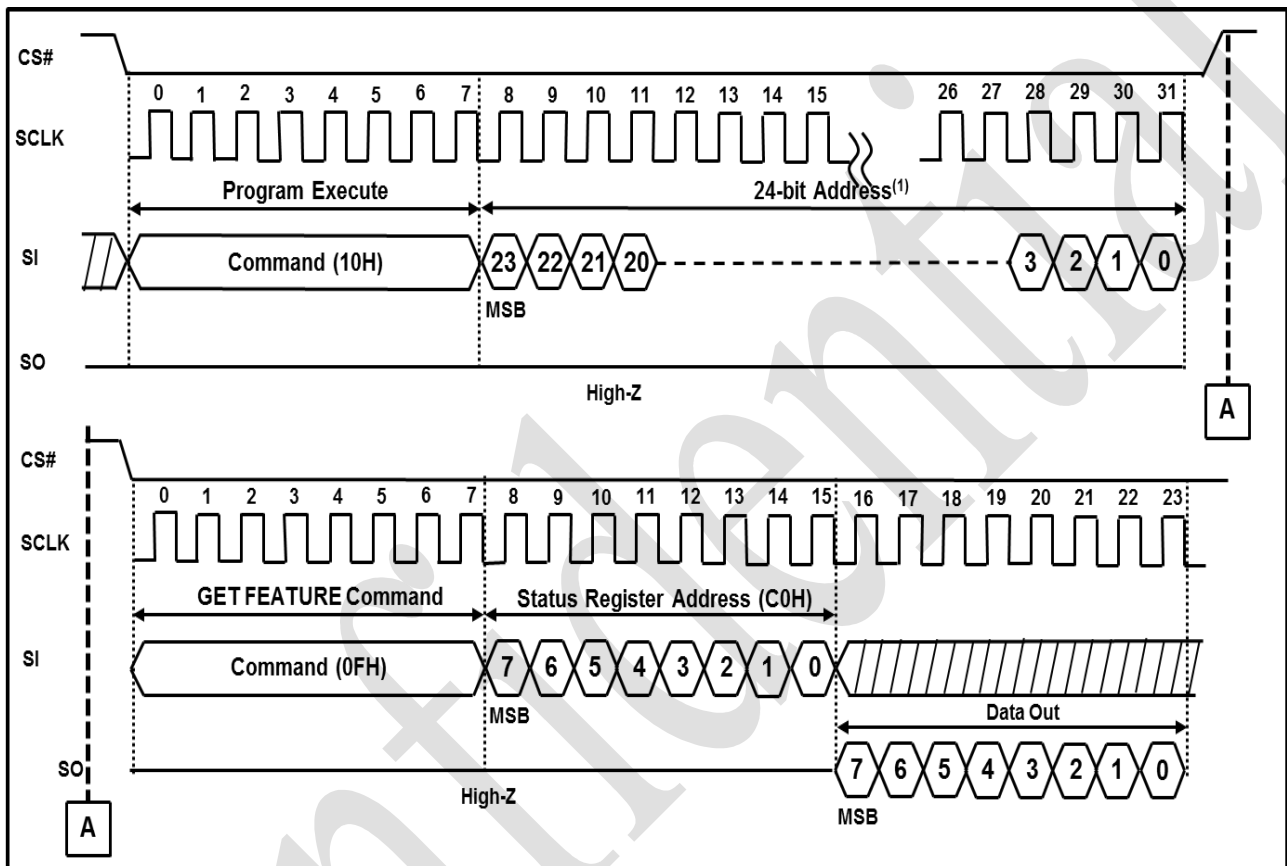 CS#
0 1 2 3 4 5 6 7 8 9 10 11 12 13 14 15 26 27 28 29 30 31
SCLK
Program Execute 24-bit Address(1)
SI Command (10H) 23 22 21 20 3 2 1 0
MSB
SO
High-Z
A
CS#
0 1 2 3 4 5 6 7 8 9 10 11 12 13 14 15 16 17 18 19 20 21 22 23
SCLK
GET FEATURE Command Status Register Address (C0H)
SI Command (0FH) 7 6 5 4 3 2 1 0
MSB Data Out
SO 7 6 5 4 3 2 1 0
High-Z
MSB
A